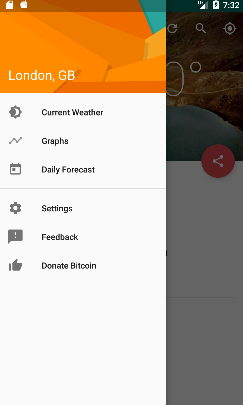 7:32
London, GB
Current Weather
Graphs
Daily Forecast
Settings
Feedback
Donate Bitcoin